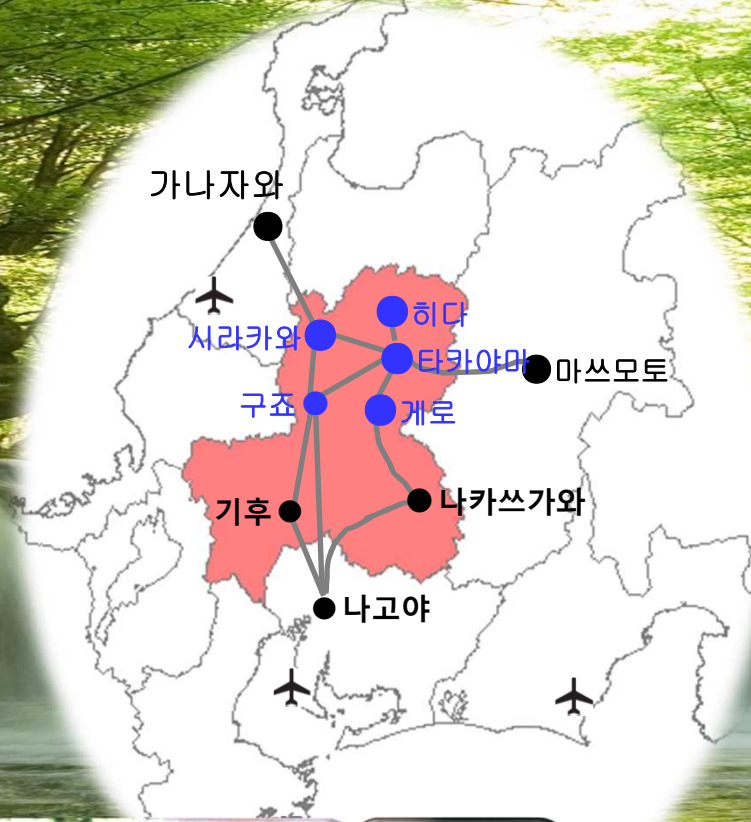 가나자와
히다
시라카와
타카야마
마쓰모토
구죠
게로
나카쓰가와
기후
나고야